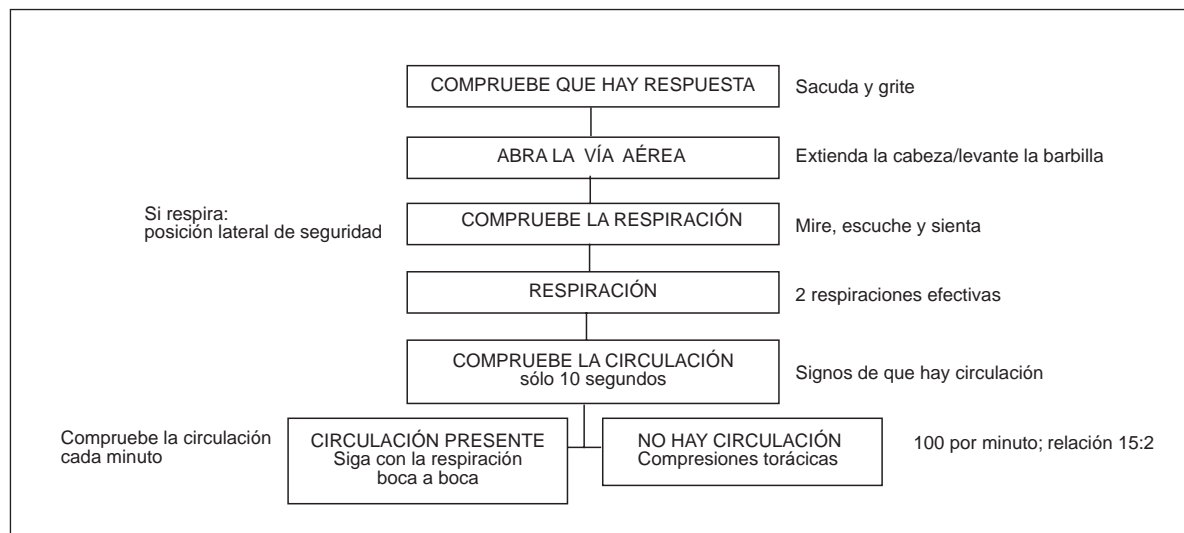 COMPRUEBE QUE HAY RESPUESTA
Sacuda y grite
ABRA LA VÍA AÉREA
Extienda la cabeza/levante la barbilla
Si respira:
posición lateral de seguridad
COMPRUEBE LA RESPIRACIÓN
Mire, escuche y sienta
RESPIRACIÓN
2 respiraciones efectivas
COMPRUEBE LA CIRCULACIÓN
sólo 10 segundos
Signos de que hay circulación
Compruebe la circulación
cada minuto
CIRCULACIÓN PRESENTE
Siga con la respiración
boca a boca
NO HAY CIRCULACIÓN
Compresiones torácicas
100 por minuto; relación 15:2